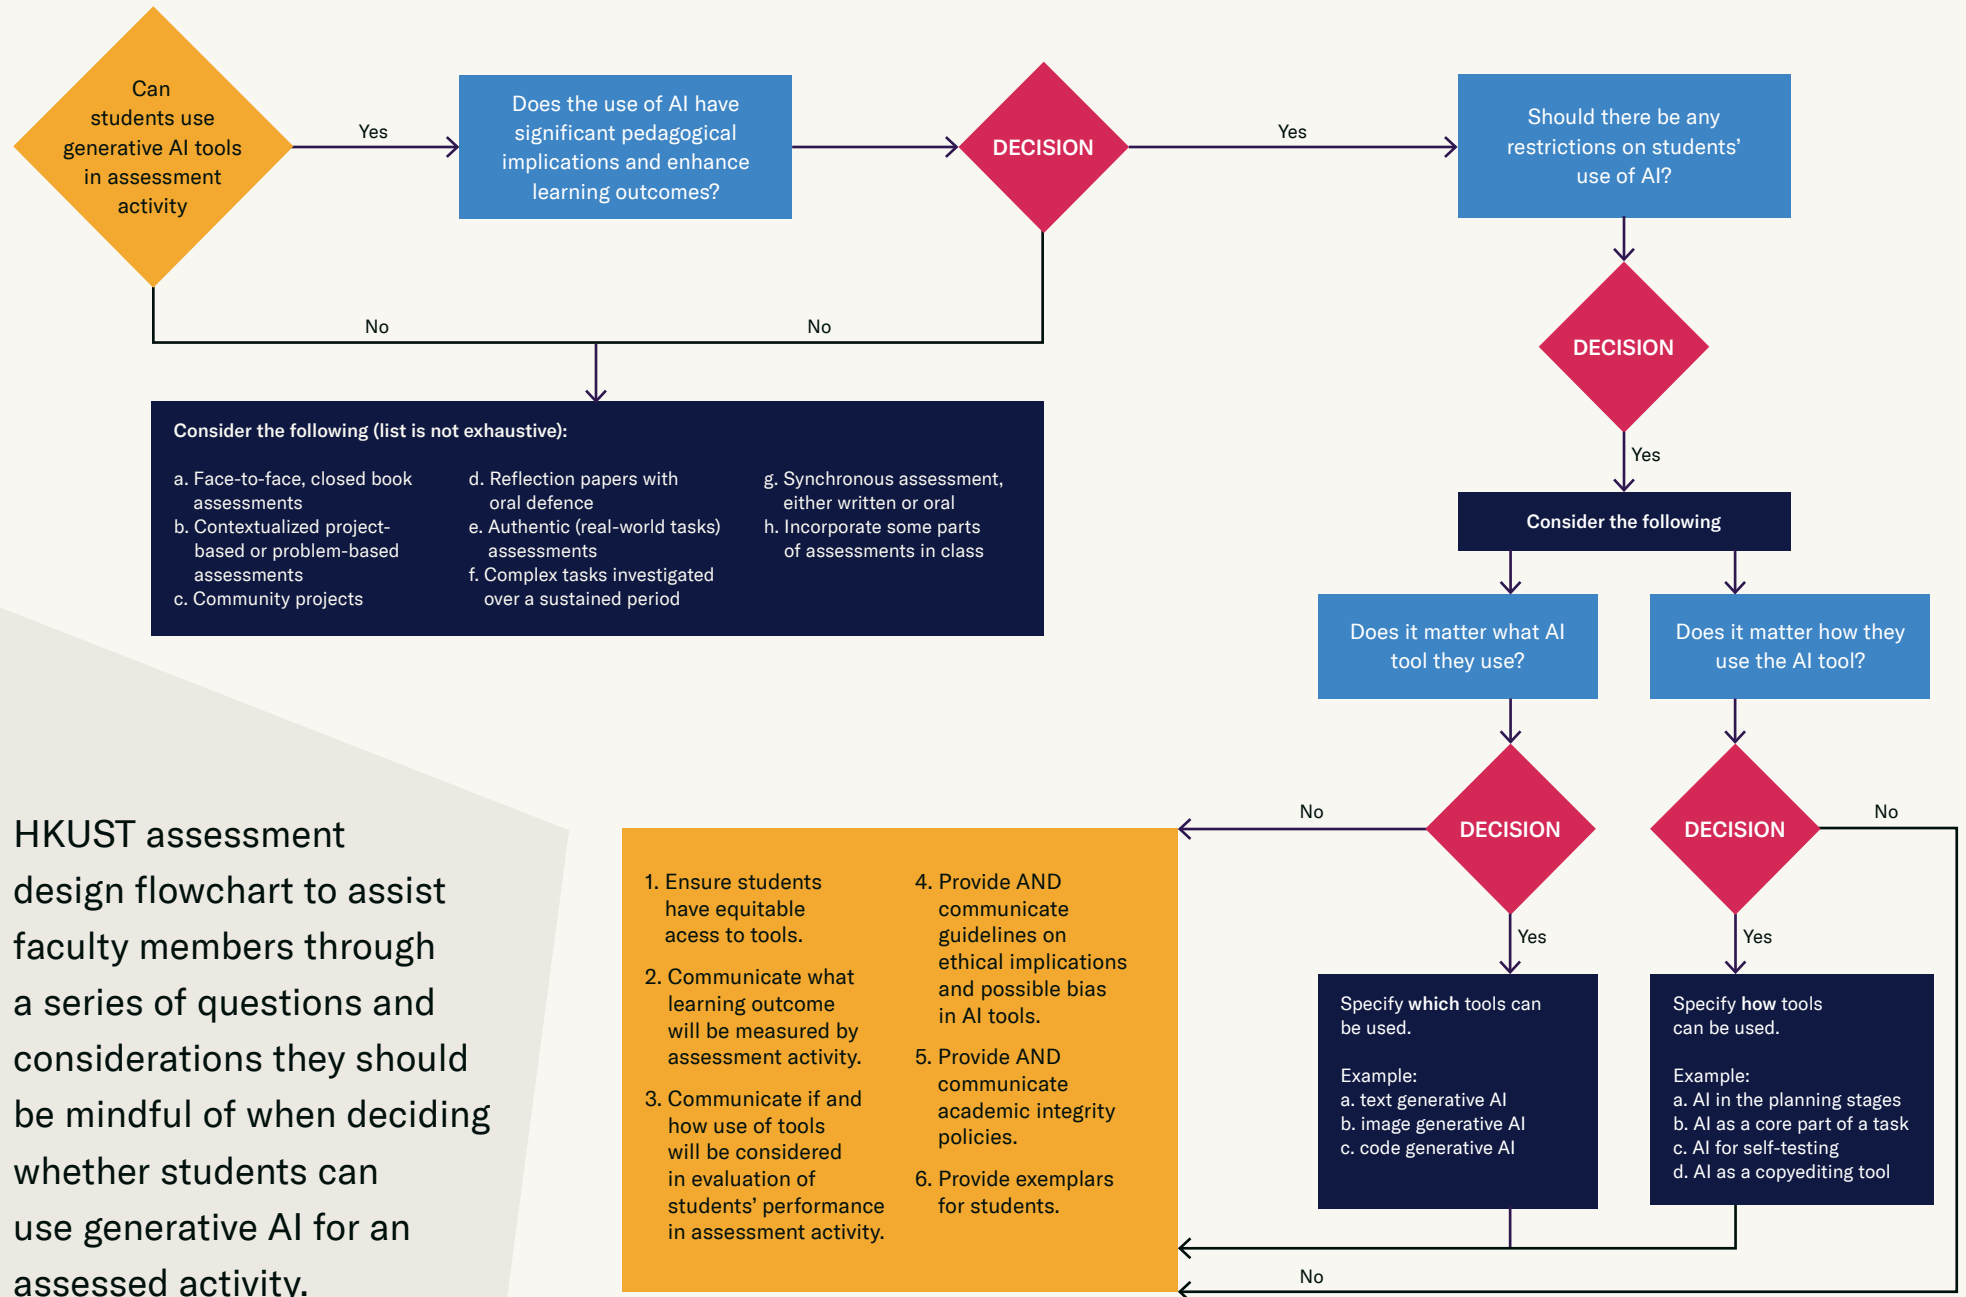 Can
students use
generative AI tools
in assessment
activity
Yes
Does the use of AI have
significant pedagogical
implications and enhance
learning outcomes?
DECISION
Yes
Should there be any
restrictions on students’
use of AI?
No
No
DECISION
Yes
Consider the following (list is not exhaustive):
a. Face-to-face, closed book
assessments
b. Contextualized project-
based or problem-based
assessments
c. Community projects
d. Reflection papers with
oral defence
e. Authentic (real-world tasks)
assessments
f. Complex tasks investigated
over a sustained period
g. Synchronous assessment,
either written or oral
h. Incorporate some parts
of assessments in class
Consider the following
Does it matter what AI
tool they use?
Does it matter how they
use the AI tool?
No
DECISION
DECISION
No
Yes
Yes
Specify which tools can
be used.
Example:
a. text generative AI
b. image generative AI
c. code generative AI
Specify how tools
can be used.
Example:
a. AI in the planning stages
b. AI as a core part of a task
c. AI for self-testing
d. AI as a copyediting tool
1. Ensure students
have equitable
acess to tools.
2. Communicate what
learning outcome
will be measured by
assessment activity.
3. Communicate if and
how use of tools
will be considered
in evaluation of
students’ performance
in assessment activity.
4. Provide AND
communicate
guidelines on
ethical implications
and possible bias
in AI tools.
5. Provide AND
communicate
academic integrity
policies.
6. Provide exemplars
for students.
No
HKUST assessment
design flowchart to assist
faculty members through
a series of questions and
considerations they should
be mindful of when deciding
whether students can
use generative AI for an
assessed activity.